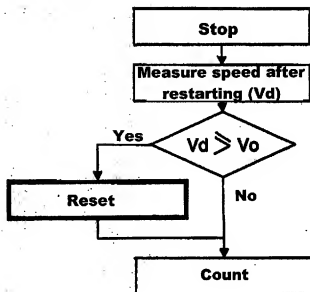 Stop
Measure speed after
restarting (Vd)
Yes
Vd ≧ Vo
No
Reset
Count